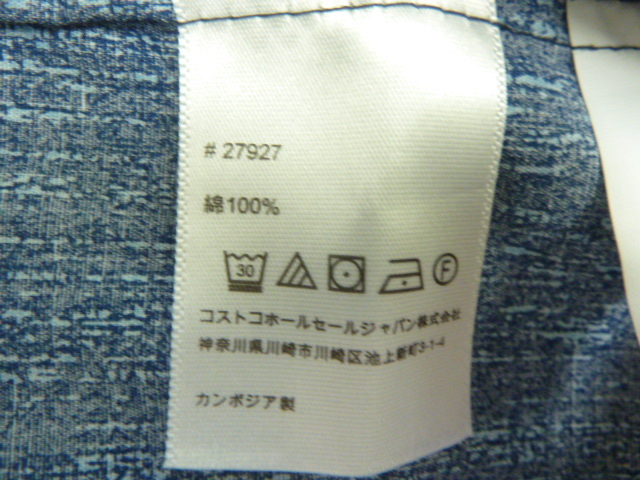 # 27927
綿100%
30 F
コストコホールセールジャパン株式会社
神奈川県川崎市川崎区池上新町3-1-4
カンボジア製